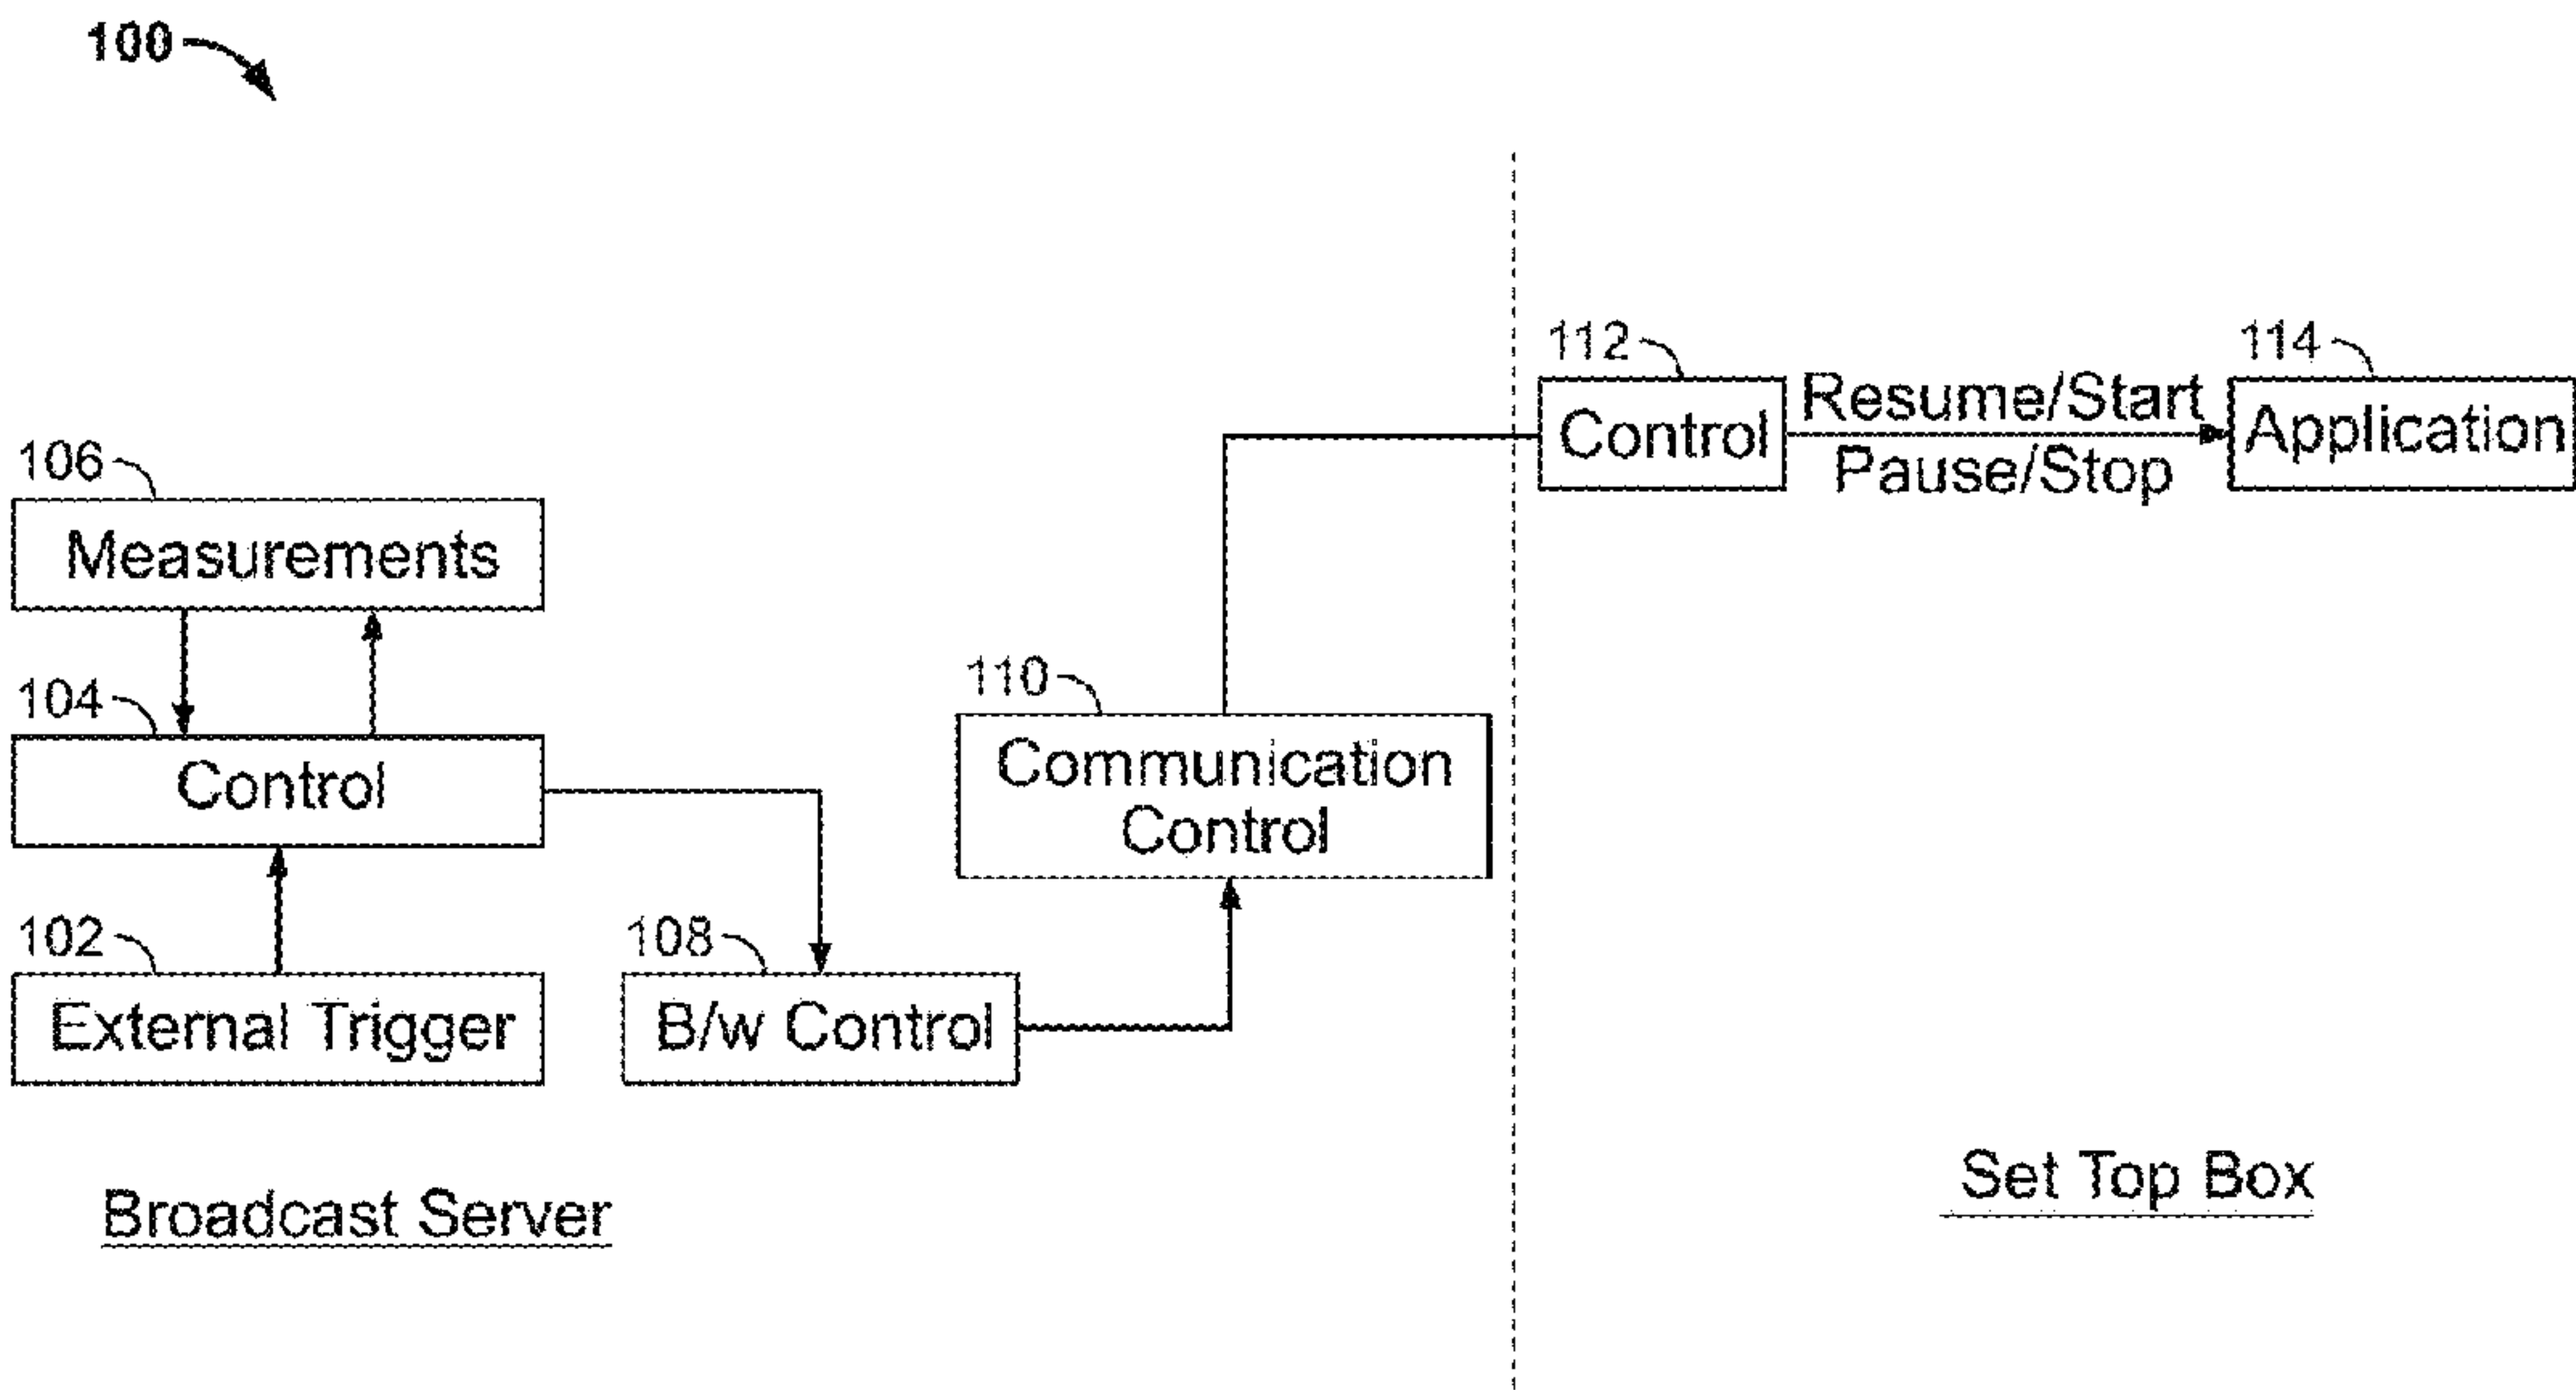 100
112
114
Control
Resume/Start
Pause/Stop
Application
106
Measurements
104
Control
110
Communication
Control
102
External Trigger
108
B/w Control
Broadcast Server
Set Top Box